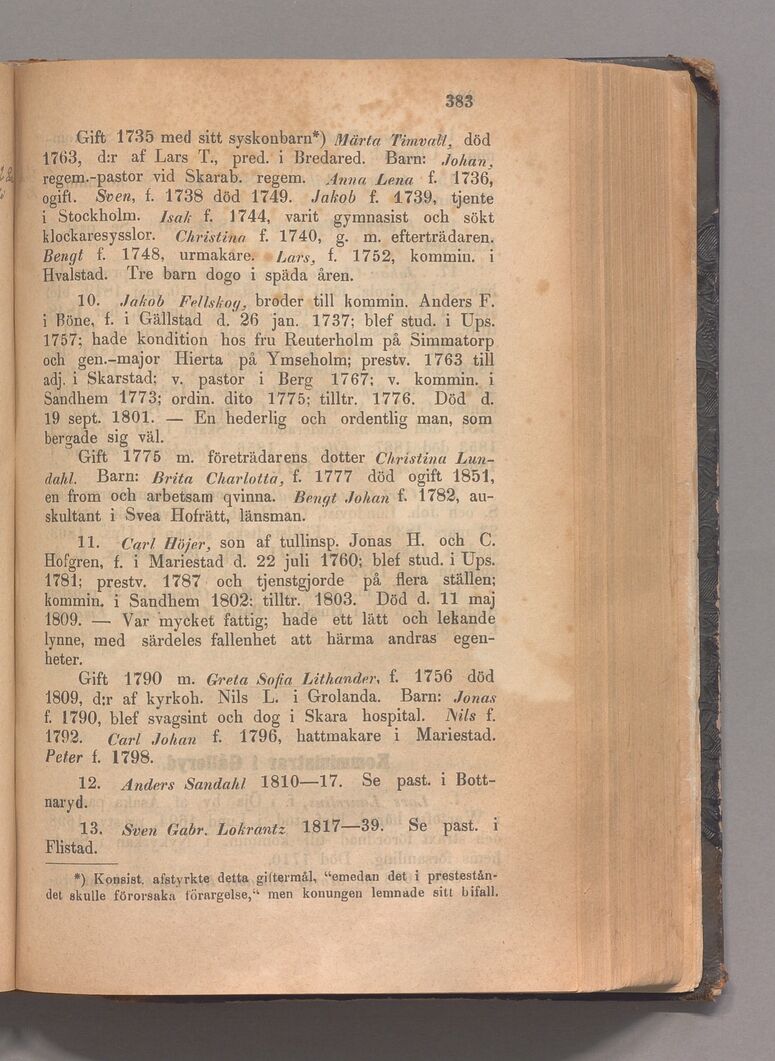 383
Gift 1735 med sitt syskonbarn*) Märta Timvall, död
1763, d:r af Lars T., pred. i Bredared. Barn: Johan,
regem.-pastor vid Skarab. regem. Anna Lena f. 1736,
ogift. Sven, f. 1738 död 1749. Jakob f. 1739, tjente
i Stockholm. Isak f. 1744, varit gymnasist och sökt
klockaresysslor. Christina f. 1740, g. m. efterträdaren.
Bengt f. 1748, urmakare. Lars, f. 1752, kommin. i
Hvalstad. Tre barn dogo i späda åren.
10. Jakob Fellskog, broder till kommin. Anders F.
i Böne, f. i Gällstad d. 26 jan. 1737; blef stud. i Ups.
1757; hade kondition hos fru Reuterholm på Simmatorp
och gen.-major Hierta på Ymseholm; prestv. 1763 till
adj. i Skarstad; v. pastor i Berg 1767; v. kommin. i
Sandhem 1773; ordin. dito 1775; tilltr. 1776. Död d.
19 sept. 1801. — En hederlig och ordentlig man, som
bergade sig väl.
Gift 1775 m. företrädarens dotter Christina Lun-
dahl. Barn: Brita Charlotta, f. 1777 död ogift 1851,
en from och arbetsam qvinna. Bengt Johan f. 1782, au-
skultant i Svea Hofrätt, länsman.
11. Carl Höjer, son af tullinsp. Jonas H. och C.
Hofgren, f. i Mariestad d. 22 juli 1760; blef stud. i Ups.
1781; prestv. 1787 och tjenstgjorde på flera ställen;
kommin. i Sandhem 1802; tilltr. 1803. Död d. 11 maj
1809. — Var mycket fattig; hade ett lätt och lekande
lynne, med särdeles fallenhet att härma andras egen-
heter.
Gift 1790 m. Greta Sofia Lithander, f. 1756 död
1809, d:r af kyrkoh. Nils L. i Grolanda. Barn: Jonas
f. 1790, blef svagsint och dog i Skara hospital. Nils f.
1792. Carl Johan f. 1796, hattmakare i Mariestad.
Peter f. 1798.
12. Anders Sandahl 1810—17. Se past. i Bott-
naryd.
13. Sven Gabr. Lokrantz 1817—39. Se past. i
Flistad.
*) Konsist. afstyrkte detta giftermål, “emedan det i prestestån-
det skulle förorsaka förargelse,“ men konungen lemnade sitt bifall.